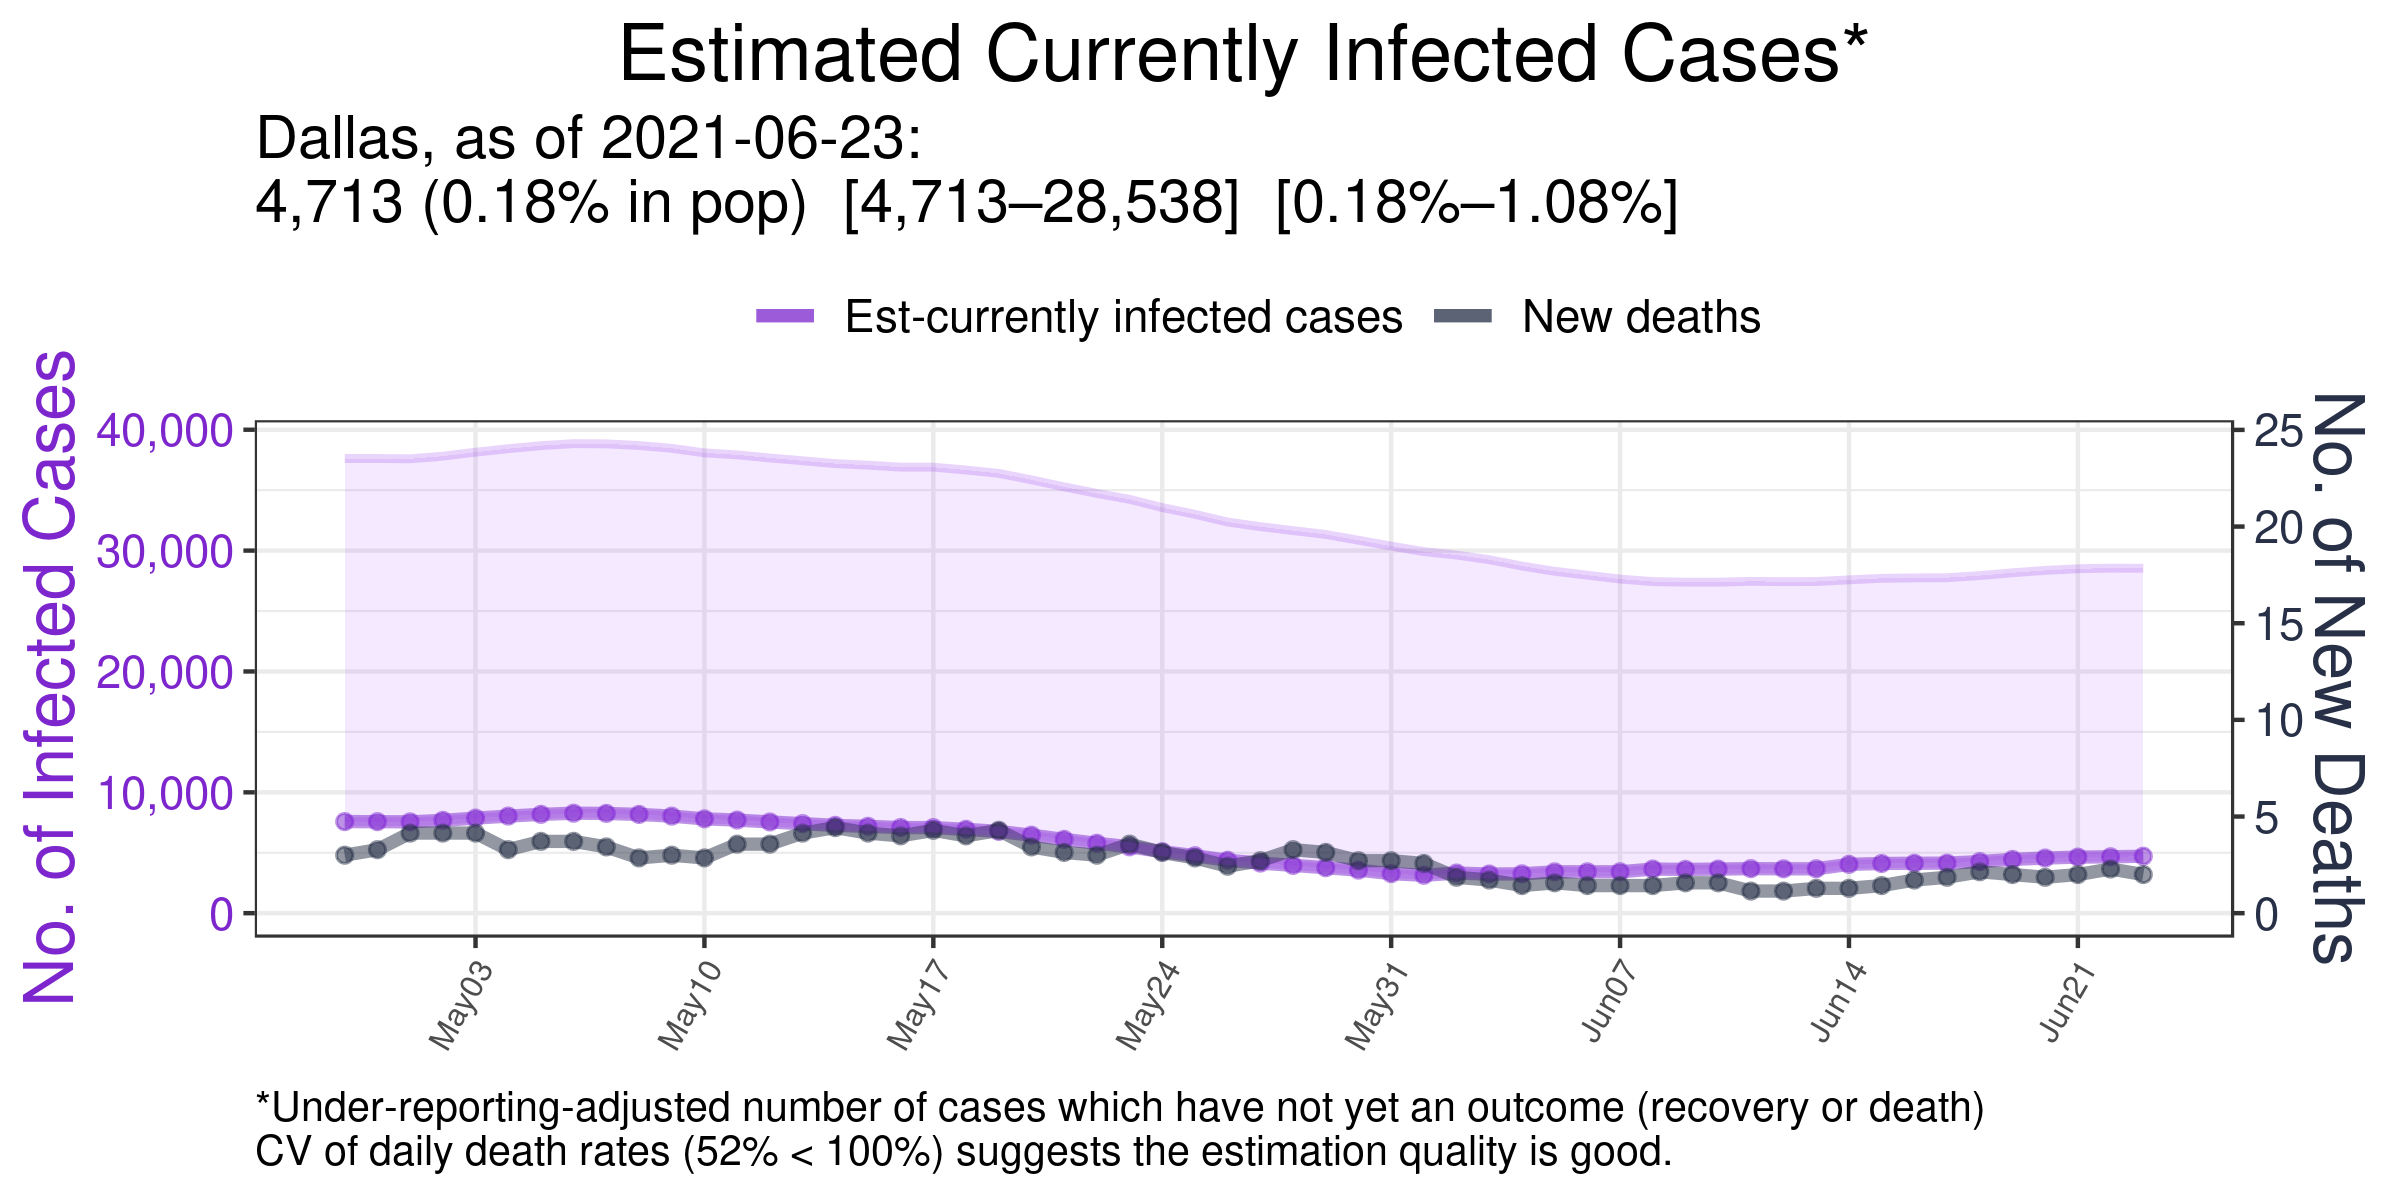 Estimated Currently Infected Cases*
Dallas, as of 2021-06-23:
4,713 (0.18% in pop)  [4,713–28,538]  [0.18%–1.08%]
Est-currently infected cases
New deaths
No. of Infected Cases
40,000
30,000
20,000
10,000
0
25
20
15
10
5
0
No. of New Deaths
May03
May10
May17
May24
May31
Jun07
Jun14
Jun21
*Under-reporting-adjusted number of cases which have not yet an outcome (recovery or death)
CV of daily death rates (52% < 100%) suggests the estimation quality is good.